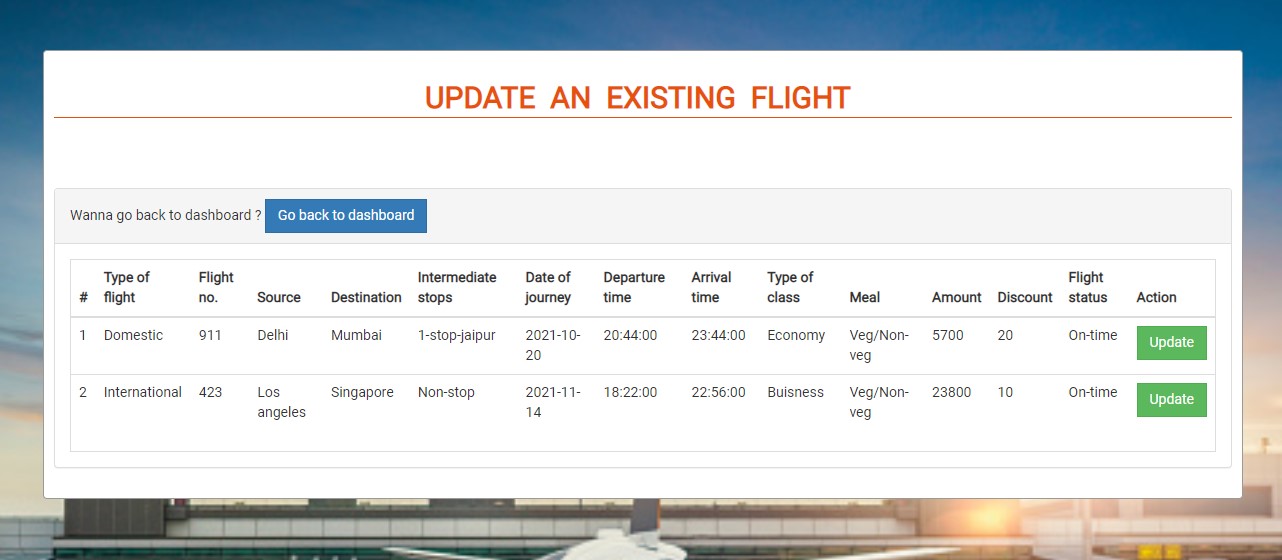 UPDATE AN EXISTING FLIGHT
Wanna go back to dashboard ? Go back to dashboard
# Type of flight Flight no. Source Destination Intermediate stops Date of journey Departure time Arrival time Type of class Meal Amount Discount Flight status Action
1 Domestic 911 Delhi Mumbai 1-stop-jaipur 2021-10-20 20:44:00 23:44:00 Economy Veg/Non-veg 5700 20 On-time Update
2 International 423 Los angeles Singapore Non-stop 2021-11-14 18:22:00 22:56:00 Buisness Veg/Non-veg 23800 10 On-time Update